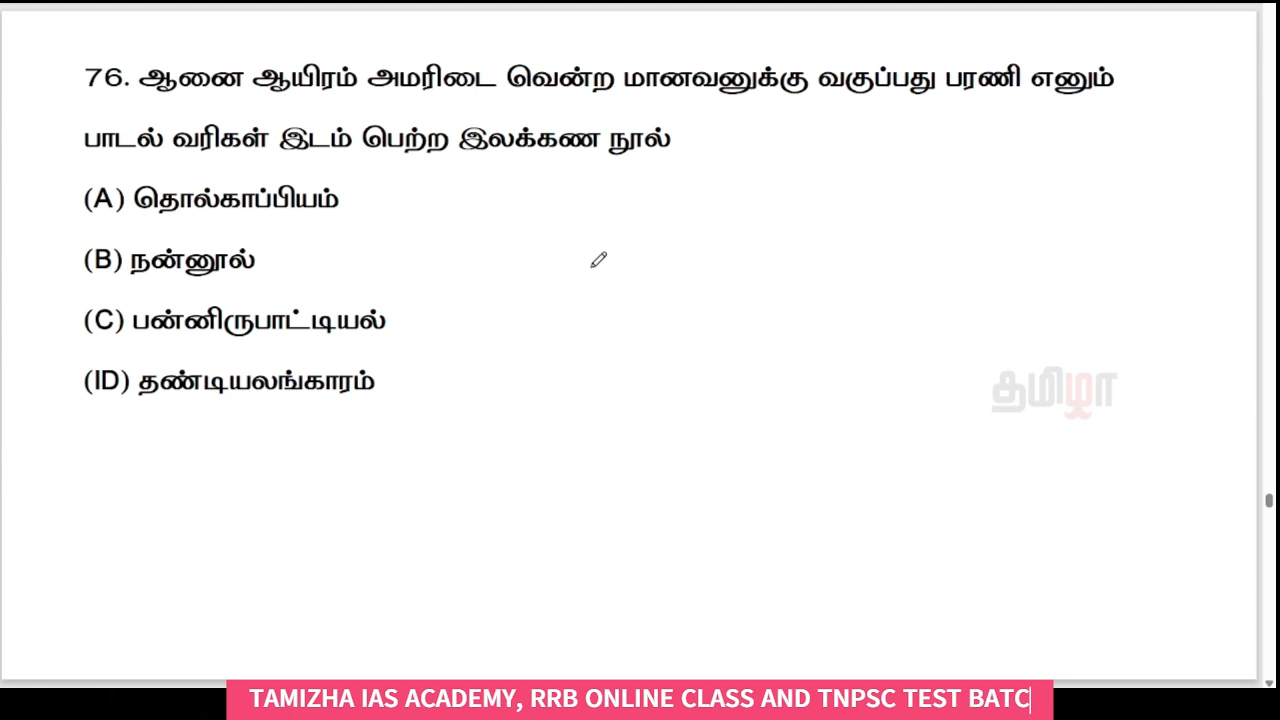 76. ஆனை ஆயிரம் அமரிடை வென்ற மானவனுக்கு வகுப்பது பரணி எனும்
பாடல் வரிகள் இடம் பெற்ற இலக்கண நூல்
(A) தொல்காப்பியம்
(B) நன்னூல்
(C) பன்னிருபாட்டியல்
(ID) தண்டியலங்காரம்
தமிழா
TAMIZHA IAS ACADEMY, RRB ONLINE CLASS AND TNPSC TEST BATC